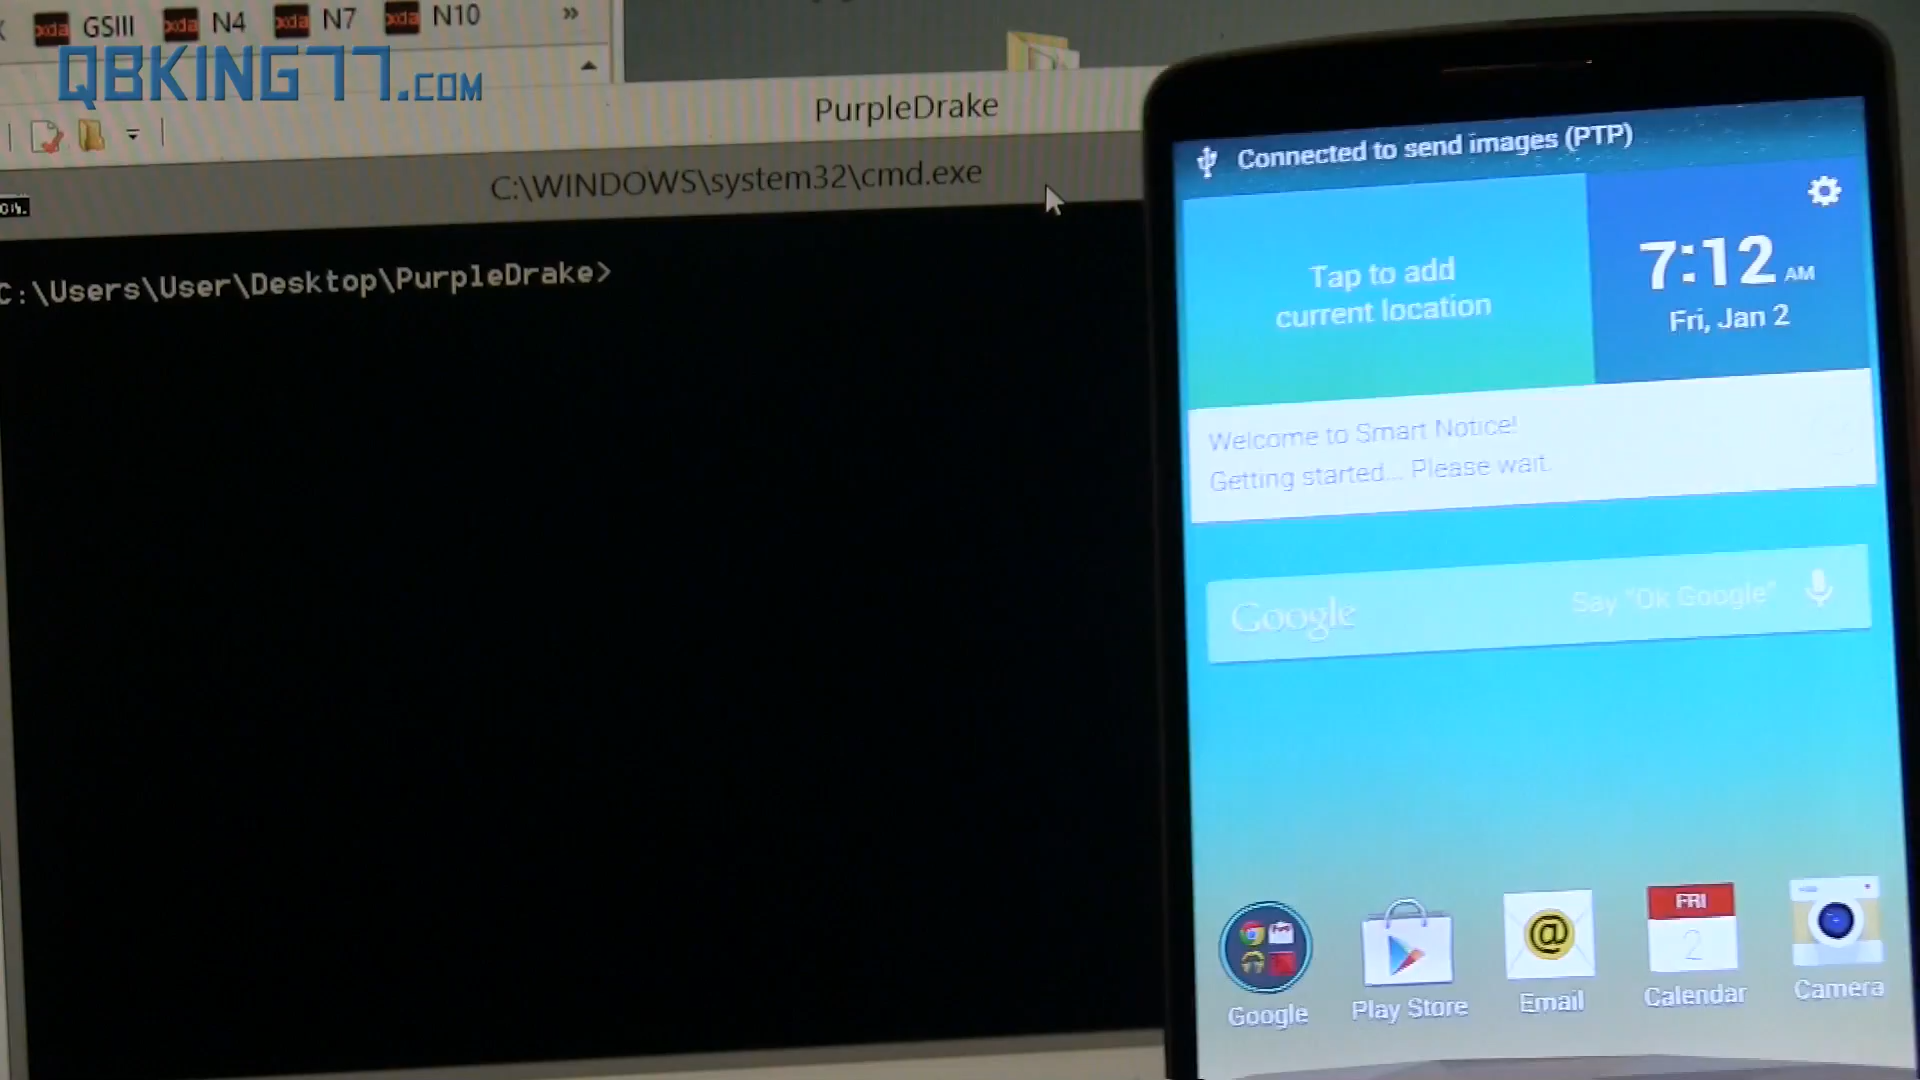 GSIII
N4
N7
N10
»
QBKING77.COM
PurpleDrake
C:\WINDOWS\system32\cmd.exe
C:\Users\User\Desktop\PurpleDrake>
Connected to send images (PTP)
Tap to add
current location
7:12 AM
Fri, Jan 2
Welcome to Smart Notice!
Getting started... Please wait.
Google
Say "Ok Google"
FRI
2
@
Google
Play Store
Email
Calendar
Camera